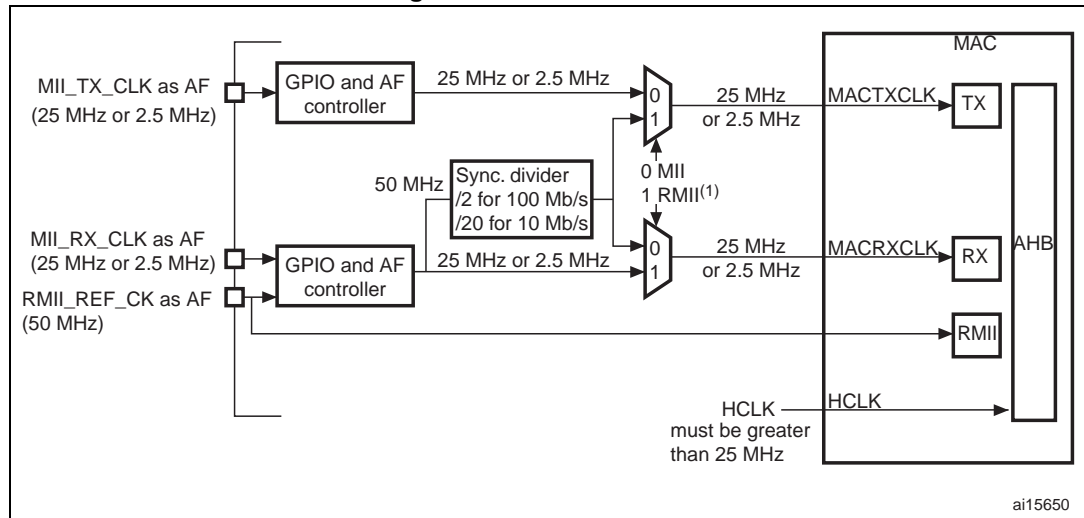 MAC
MII_TX_CLK as AF
(25 MHz or 2.5 MHz)
GPIO and AF
controller
25 MHz or 2.5 MHz
0
1
25 MHz
or 2.5 MHz
MACTXCLK
TX
50 MHz
Sync. divider
/2 for 100 Mb/s
/20 for 10 Mb/s
0 MII
1 RMII(1)
MII_RX_CLK as AF
(25 MHz or 2.5 MHz)
RMII_REF_CK as AF
(50 MHz)
GPIO and AF
controller
25 MHz or 2.5 MHz
0
1
25 MHz
or 2.5 MHz
MACRXCLK
RX
AHB
RMII
HCLK
must be greater
than 25 MHz
HCLK
ai15650